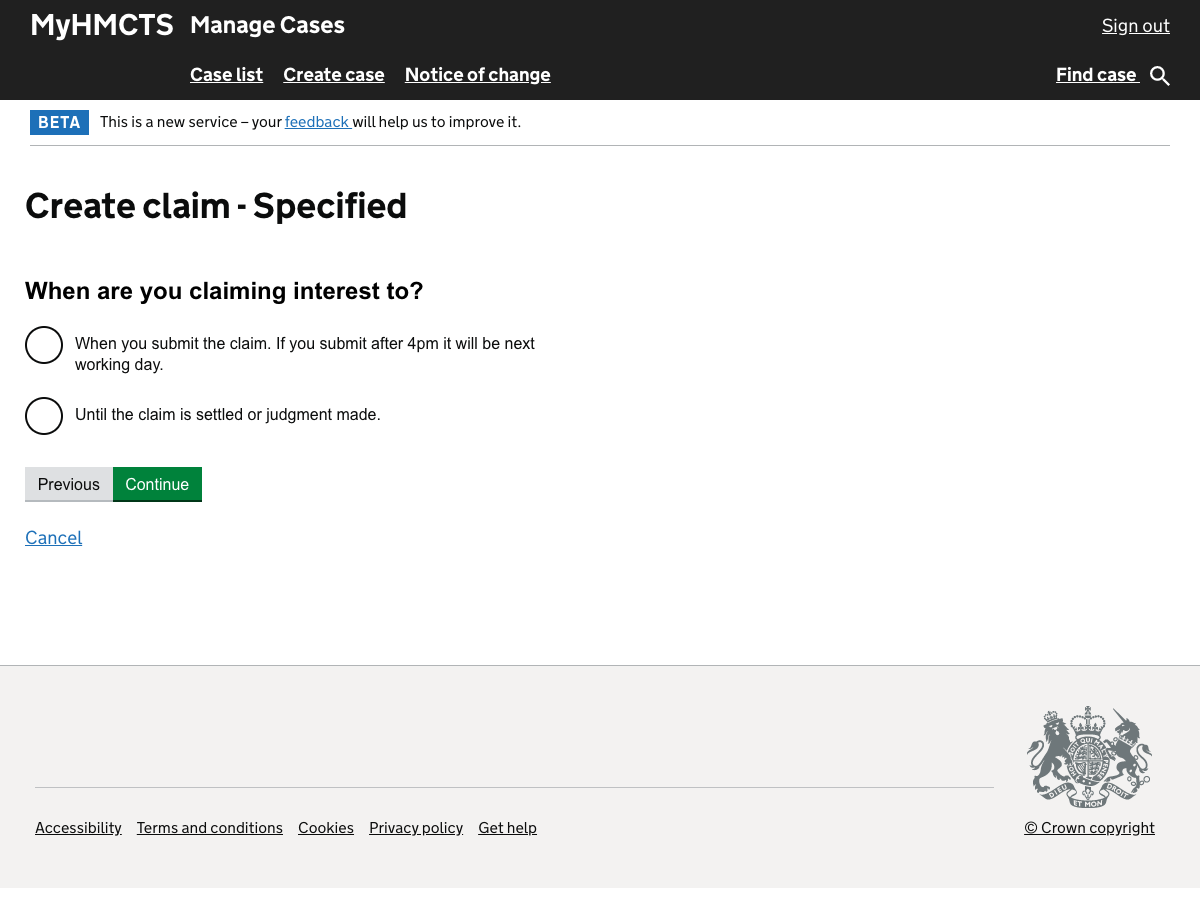 MyHMCTS Manage Cases Sign out
Case list Create case Notice of change Find case
BETA This is a new service – your feedback will help us to improve it.
Create claim - Specified
When are you claiming interest to?
When you submit the claim. If you submit after 4pm it will be next
working day.
Until the claim is settled or judgment made.
Previous Continue
Cancel
DIEU ET MON DROIT
Accessibility Terms and conditions Cookies Privacy policy Get help © Crown copyright